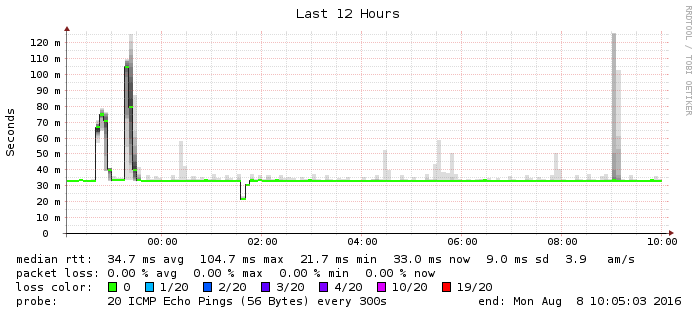 Last 12 Hours
RRDTOOL / TOBI OETIKER
Seconds
120 m
110 m
100 m
90 m
80 m
70 m
60 m
50 m
40 m
30 m
20 m
10 m
0
00:00 02:00 04:00 06:00 08:00 10:00
median rtt: 34.7 ms avg 104.7 ms max 21.7 ms min 33.0 ms now 9.0 ms sd 3.9 am/s
packet loss: 0.00 % avg 0.00 % max 0.00 % min 0.00 % now
loss color: 0 1/20 2/20 3/20 4/20 10/20 19/20
probe: 20 ICMP Echo Pings (56 Bytes) every 300s end: Mon Aug 8 10:05:03 2016